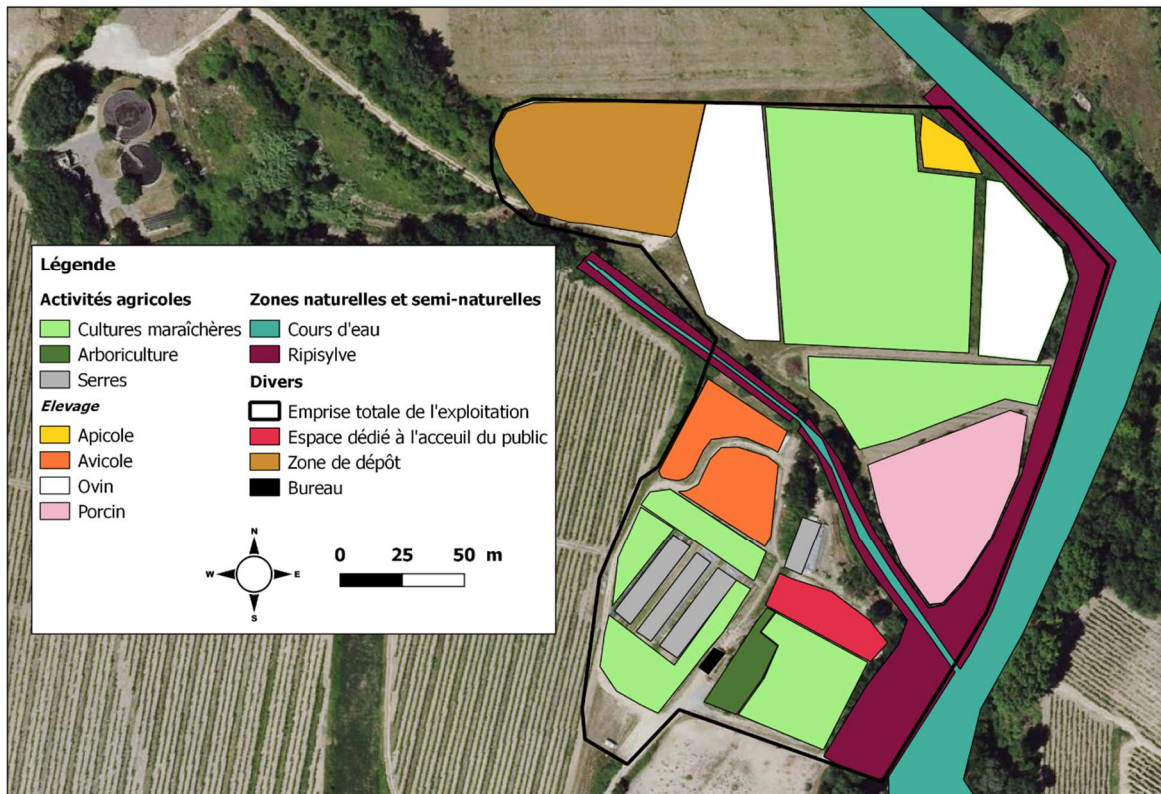 Légende
Activités agricoles
Cultures maraîchères
Arboriculture
Serres
Elevage
Apicole
Avicole
Ovin
Porcin
Zones naturelles et semi-naturelles
Cours d'eau
Ripisylve
Divers
Emprise totale de l'exploitation
Espace dédié à l'acceuil du public
Zone de dépôt
Bureau
N
W E
S
0 25 50 m